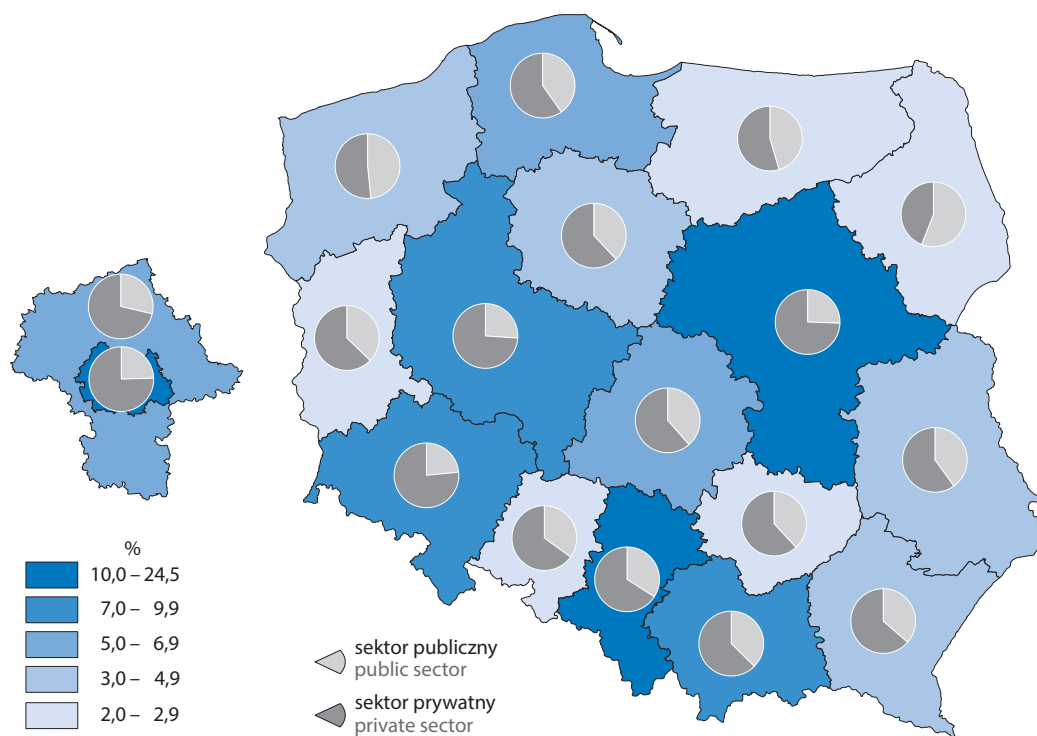 %
10,0 – 24,5
7,0 – 9,9
5,0 – 6,9
3,0 – 4,9
2,0 – 2,9
sektor publiczny
public sector
sektor prywatny
private sector